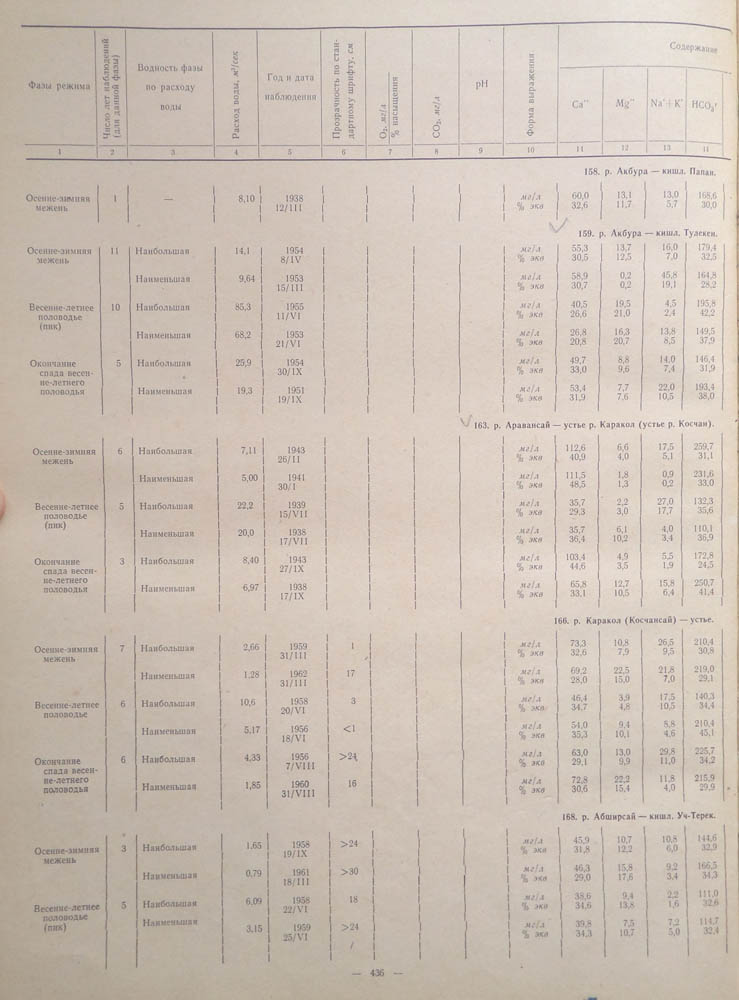 Фазы режима | Число лет наблюдений (для данной фазы) | Водность фазы по расходу воды | Расход воды, м³/сек | Год и дата наблюдения | Прозрачность по стандартному шрифту, см | O₂, мг/л / % насыщения | CO₂, мг/л | pH | Форма выражения | Содержание
Ca·· | Mg·· | Na·+K· | HCO₃′
1 | 2 | 3 | 4 | 5 | 6 | 7 | 8 | 9 | 10 | 11 | 12 | 13 | 11
158. р. Акбура — кишл. Папан.
Осенне-зимняя | 1 | — | 8,10 | 1938 | мг/л | 60,0 | 13,1 | 13,0 | 168,6
межень | 12/III | % экв | 32,6 | 11,7 | 5,7 | 30,0
159. р. Акбура — кишл. Тулекен.
Осенне-зимняя | 11 | Наибольшая | 14,1 | 1954 | мг/л | 55,3 | 13,7 | 16,0 | 179,4
межень | 8/IV | % экв | 30,5 | 12,5 | 7,0 | 32,5
Наименьшая | 9,64 | 1953 | мг/л | 58,9 | 0,2 | 45,8 | 164,8
15/III | % экв | 30,7 | 0,2 | 19,1 | 28,2
Весенне-летнее | 10 | Наибольшая | 85,3 | 1955 | мг/л | 40,5 | 19,5 | 4,5 | 195,8
половодье | 11/VI | % экв | 26,6 | 21,0 | 2,4 | 42,2
(пик)
Наименьшая | 68,2 | 1953 | мг/л | 26,8 | 16,3 | 13,8 | 149,5
21/VI | % экв | 20,8 | 20,7 | 8,5 | 37,9
Окончание | 5 | Наибольшая | 25,9 | 1954 | мг/л | 49,7 | 8,8 | 14,0 | 146,4
спада весен- | 30/IX | % экв | 33,0 | 9,6 | 7,4 | 31,9
не-летнего | Наименьшая | 19,3 | 1951 | мг/л | 53,4 | 7,7 | 22,0 | 193,4
половодья | 19/IX | % экв | 31,9 | 7,6 | 10,5 | 38,0
163. р. Аравансай — устье р. Каракол (устье р. Косчан).
Осенне-зимняя | 6 | Наибольшая | 7,11 | 1943 | мг/л | 112,6 | 6,6 | 17,5 | 259,7
межень | 26/II | % экв | 40,9 | 4,0 | 5,1 | 31,1
Наименьшая | 5,00 | 1941 | мг/л | 111,5 | 1,8 | 0,9 | 231,6
30/I | % экв | 48,5 | 1,3 | 0,2 | 33,0
Весенне-летнее | 5 | Наибольшая | 22,2 | 1939 | мг/л | 35,7 | 2,2 | 27,0 | 132,3
половодье | 15/VII | % экв | 29,3 | 3,0 | 17,7 | 35,6
(пик)
Наименьшая | 20,0 | 1938 | мг/л | 35,7 | 6,1 | 4,0 | 110,1
17/VII | % экв | 36,4 | 10,2 | 3,4 | 36,9
Окончание | 3 | Наибольшая | 8,40 | 1943 | мг/л | 103,4 | 4,9 | 5,5 | 172,8
спада весен- | 27/IX | % экв | 44,6 | 3,5 | 1,9 | 24,5
не-летнего | Наименьшая | 6,97 | 1938 | мг/л | 65,8 | 12,7 | 15,8 | 250,7
половодья | 17/IX | % экв | 33,1 | 10,5 | 6,4 | 41,4
166. р. Каракол (Косчансай) — устье.
Осенне-зимняя | 7 | Наибольшая | 2,66 | 1959 | 1 | мг/л | 73,3 | 10,8 | 26,5 | 210,4
межень | 31/III | % экв | 32,6 | 7,9 | 9,5 | 30,8
Наименьшая | 1,28 | 1962 | 17 | мг/л | 69,2 | 22,5 | 21,8 | 219,0
31/III | % экв | 28,0 | 15,0 | 7,0 | 29,1
Весенне-летнее | 6 | Наибольшая | 10,6 | 1958 | 3 | мг/л | 46,4 | 3,9 | 17,5 | 140,3
половодье | 20/VI | % экв | 34,7 | 4,8 | 10,5 | 34,4
Наименьшая | 5,17 | 1956 | <1 | мг/л | 54,0 | 9,4 | 5,8 | 210,4
18/VI | % экв | 35,3 | 10,1 | 4,6 | 45,1
Окончание | 6 | Наибольшая | 4,33 | 1956 | >24 | мг/л | 63,0 | 13,0 | 29,8 | 225,7
спада весен- | 7/VIII | % экв | 29,1 | 9,9 | 11,0 | 34,2
не-летнего | Наименьшая | 1,85 | 1960 | 16 | мг/л | 72,8 | 22,2 | 11,8 | 215,9
половодья | 31/VIII | % экв | 30,6 | 15,4 | 4,0 | 29,9
168. р. Абширсай — кишл. Уч-Терек.
Осенне-зимняя | 3 | Наибольшая | 1,65 | 1958 | >24 | мг/л | 45,9 | 10,7 | 10,8 | 144,6
межень | 19/IX | % экв | 31,8 | 12,2 | 6,0 | 32,9
Наименьшая | 0,79 | 1961 | >30 | мг/л | 46,3 | 15,8 | 9,2 | 166,5
18/III | % экв | 29,0 | 17,6 | 3,4 | 34,3
Весенне-летнее | 5 | Наибольшая | 6,09 | 1958 | 18 | мг/л | 38,6 | 9,4 | 2,2 | 111,0
половодье | 22/VI | % экв | 34,6 | 13,8 | 1,6 | 32,6
(пик) | Наименьшая | 3,15 | 1959 | >24 | мг/л | 39,8 | 7,5 | 7,2 | 114,7
25/VI | % экв | 34,3 | 10,7 | 5,0 | 32,4
— 436 —